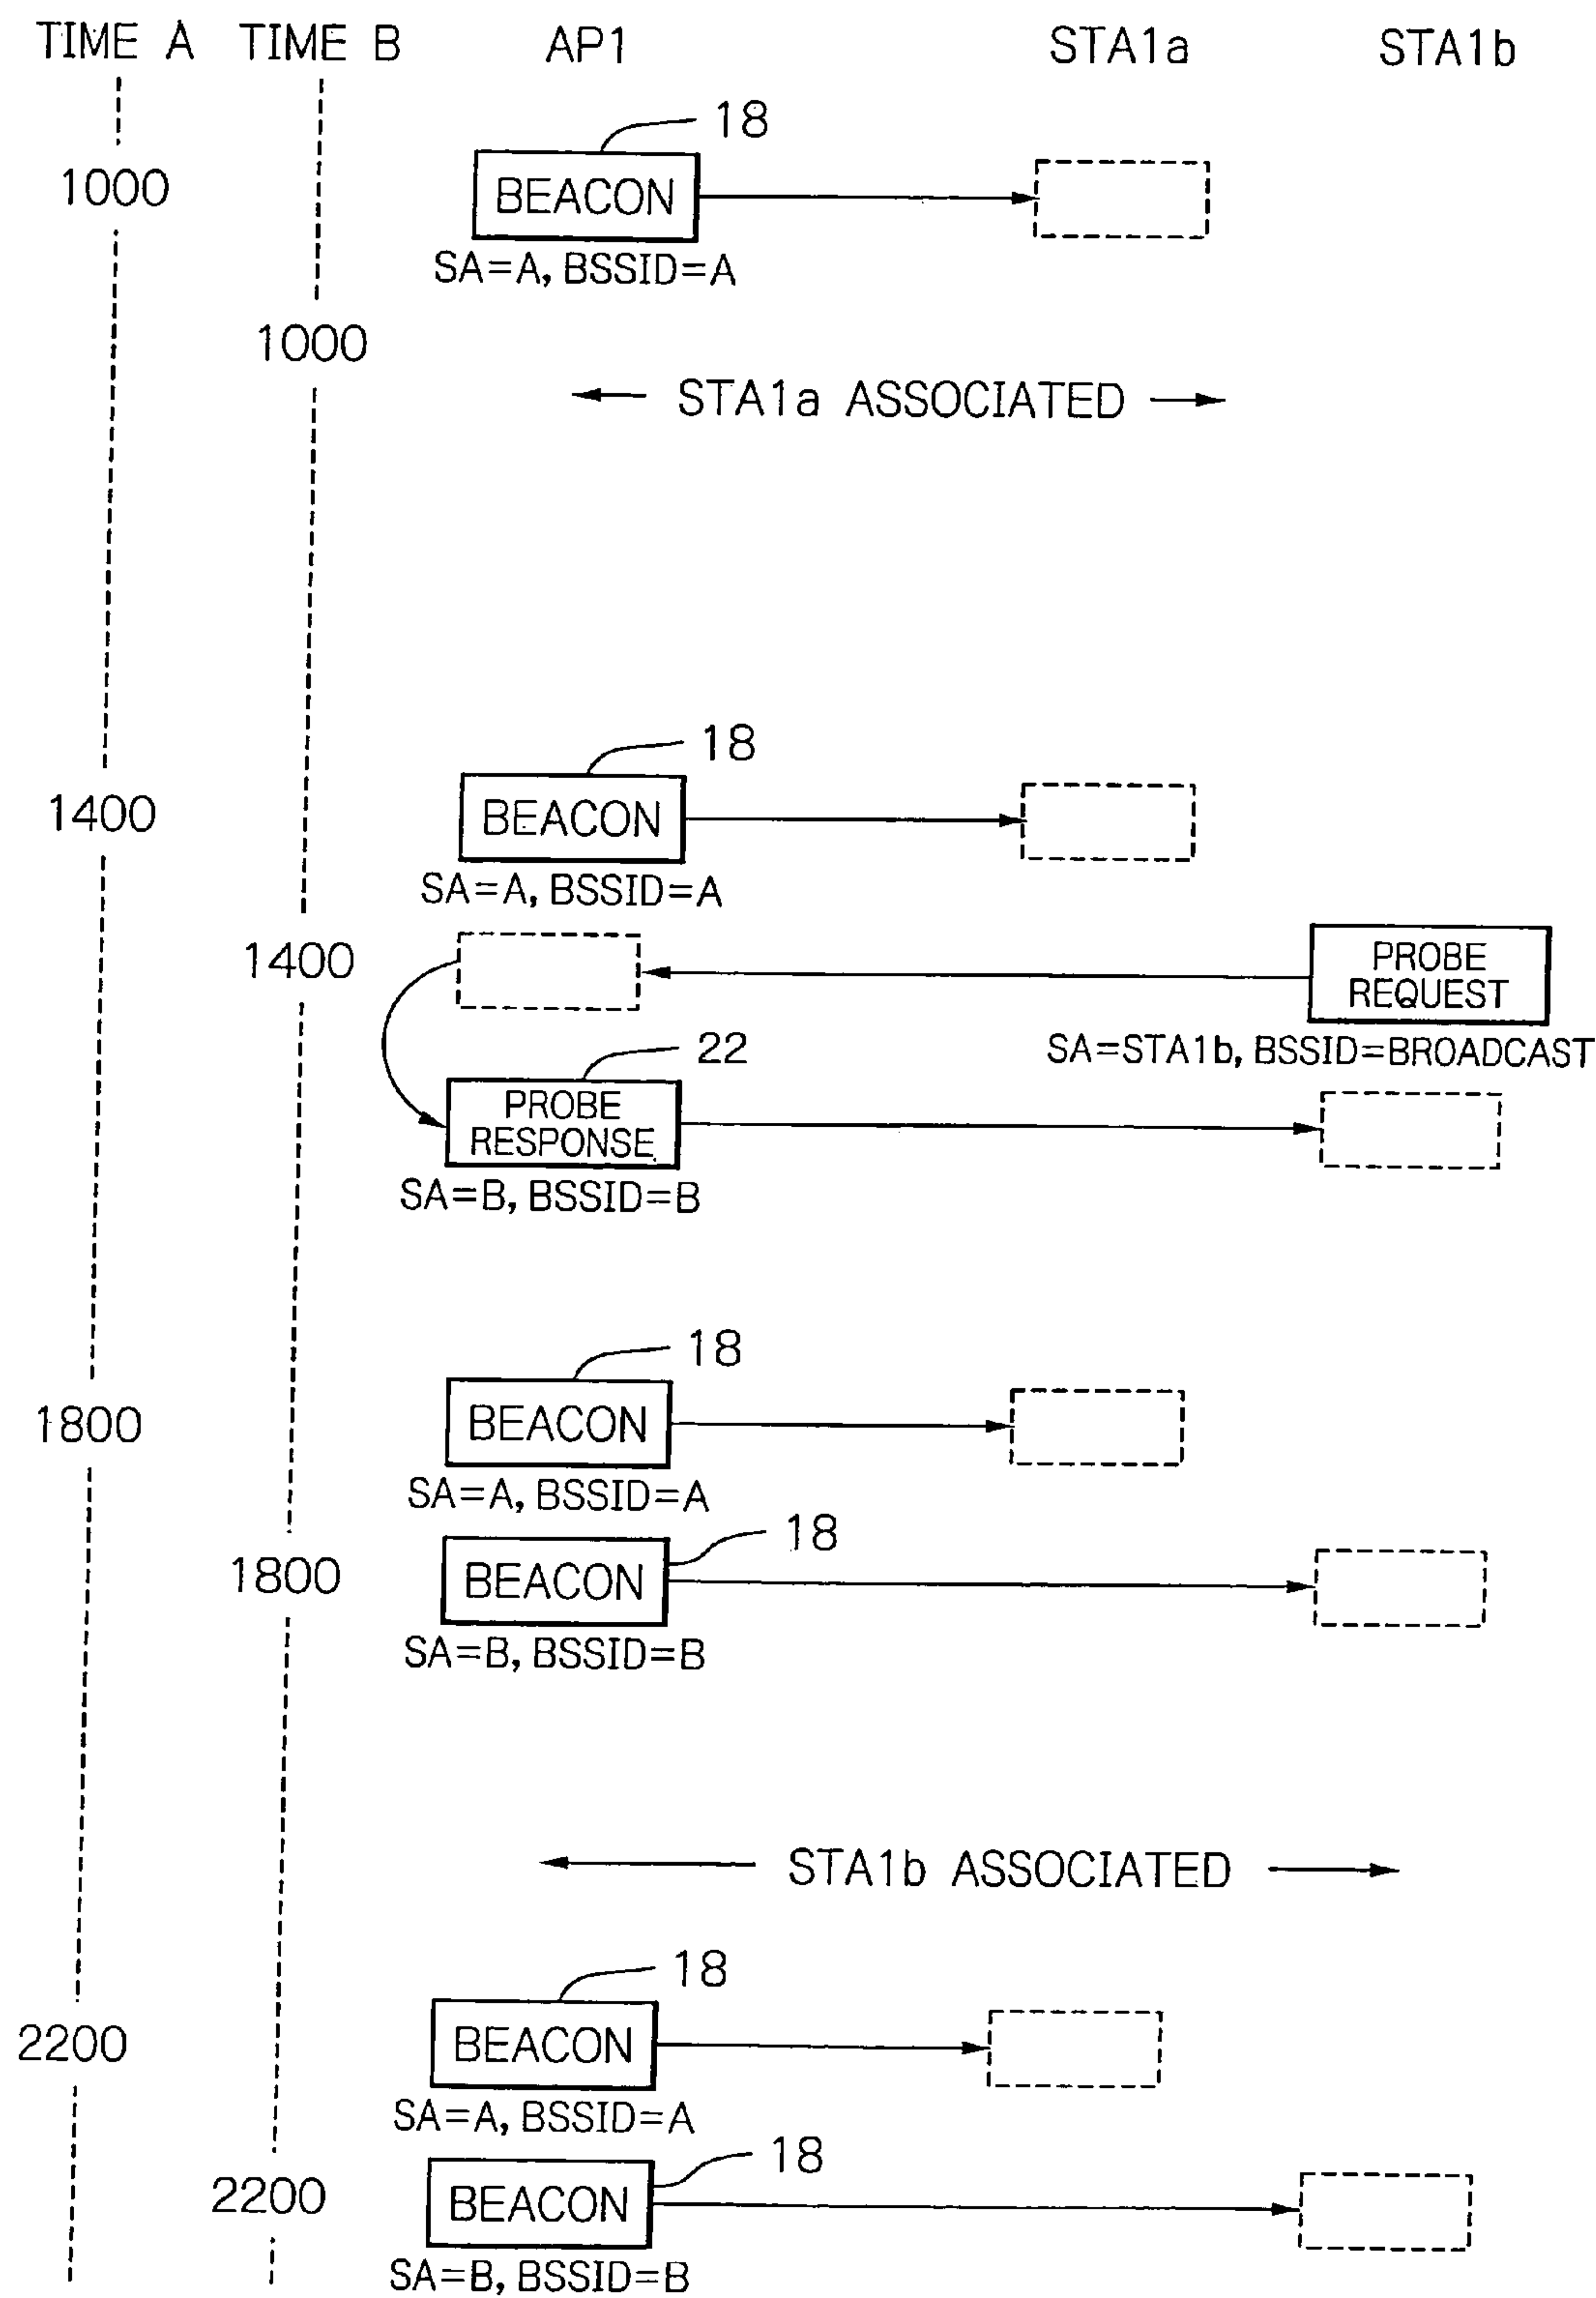 TIME A TIME B AP1 STA1a STA1b
18
1000 BEACON
SA=A, BSSID=A
1000
STA1a ASSOCIATED
18
1400 BEACON
SA=A, BSSID=A
1400 PROBE
REQUEST
22 SA=STA1b, BSSID=BROADCAST
PROBE
RESPONSE
SA=B, BSSID=B
18
1800 BEACON
SA=A, BSSID=A
18
1800 BEACON
SA=B, BSSID=B
STA1b ASSOCIATED
18
2200 BEACON
SA=A, BSSID=A
18
2200 BEACON
SA=B, BSSID=B